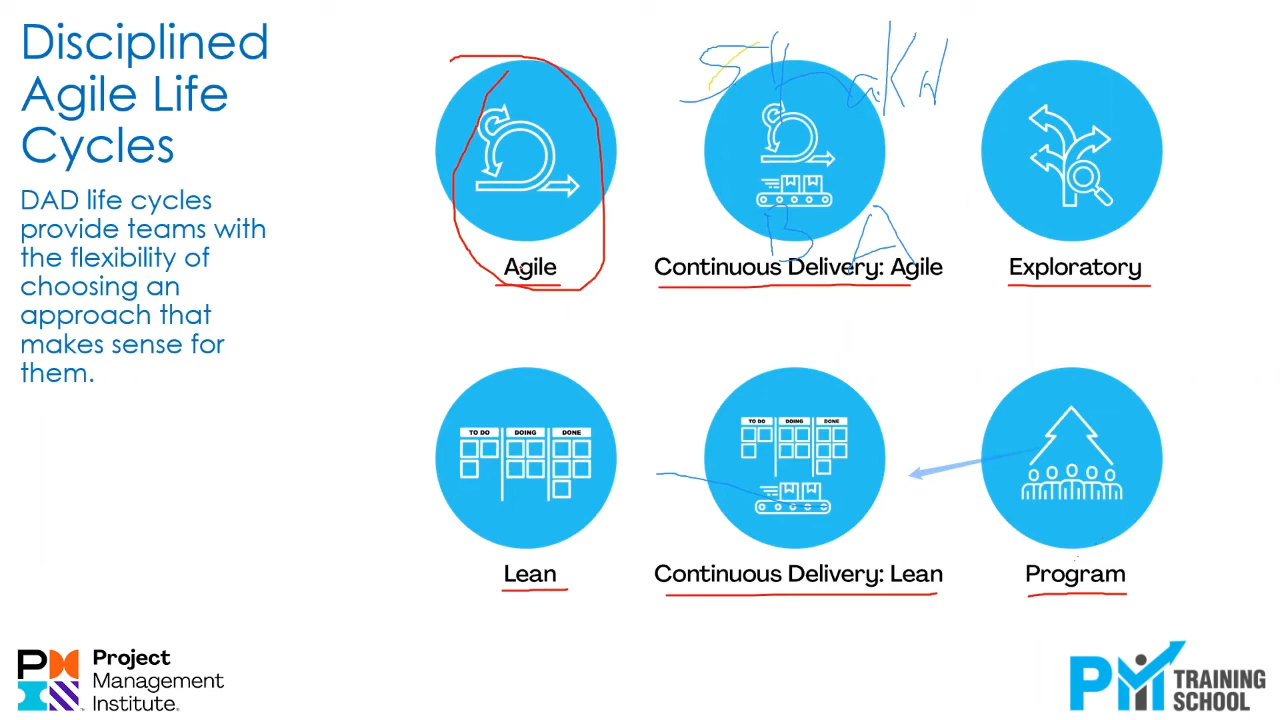 Disciplined
Agile Life
Cycles
DAD life cycles
provide teams with
the flexibility of
choosing an
approach that
makes sense for
them.
Agile
B A
Continuous Delivery: Agile
Exploratory
TO DO DOING DONE
Lean
TO DO DOING DONE
Continuous Delivery: Lean
Program
Project
Management
Institute.
PM TRAINING
SCHOOL